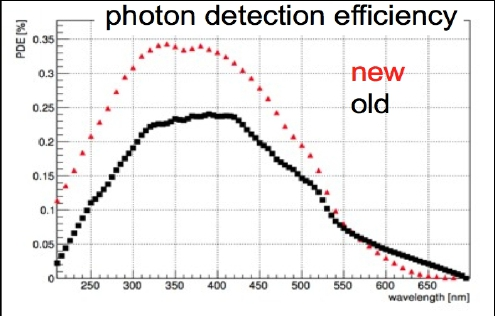 photon detection efficiency
PDE [%]
0.35
0.3
0.25
0.2
0.15
0.1
0.05
0
new
old
250 300 350 400 450 500 550 600 650
wavelength [nm]